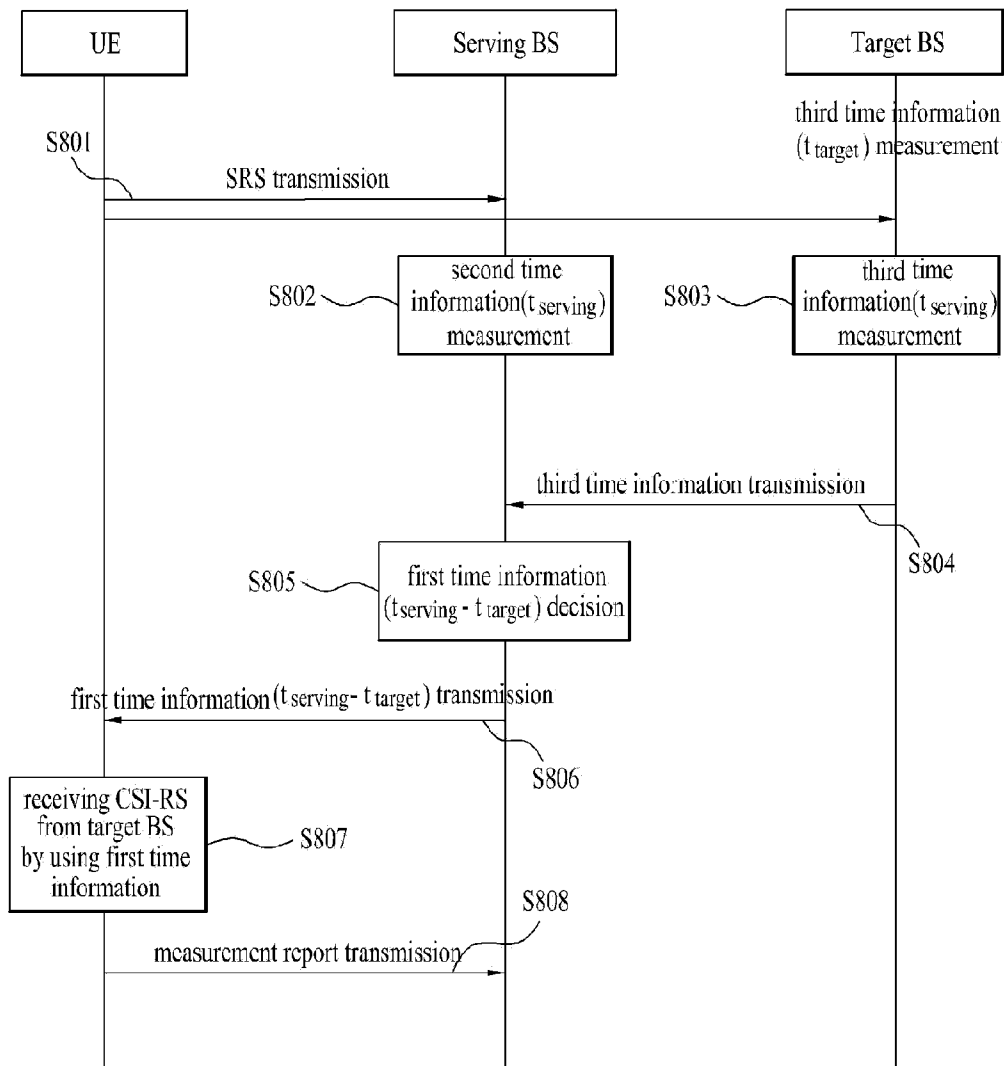 UE
Serving BS
Target BS
third time information
(t target) measurement
S801
SRS transmission
S802
second time
information(t serving)
measurement
S803
third time
information(t serving)
measurement
third time information transmission
S804
S805
first time information
(t serving - t target) decision
first time information (t serving - t target) transmission
S806
receiving CSI-RS
from target BS
by using first time
information
S807
S808
measurement report transmission